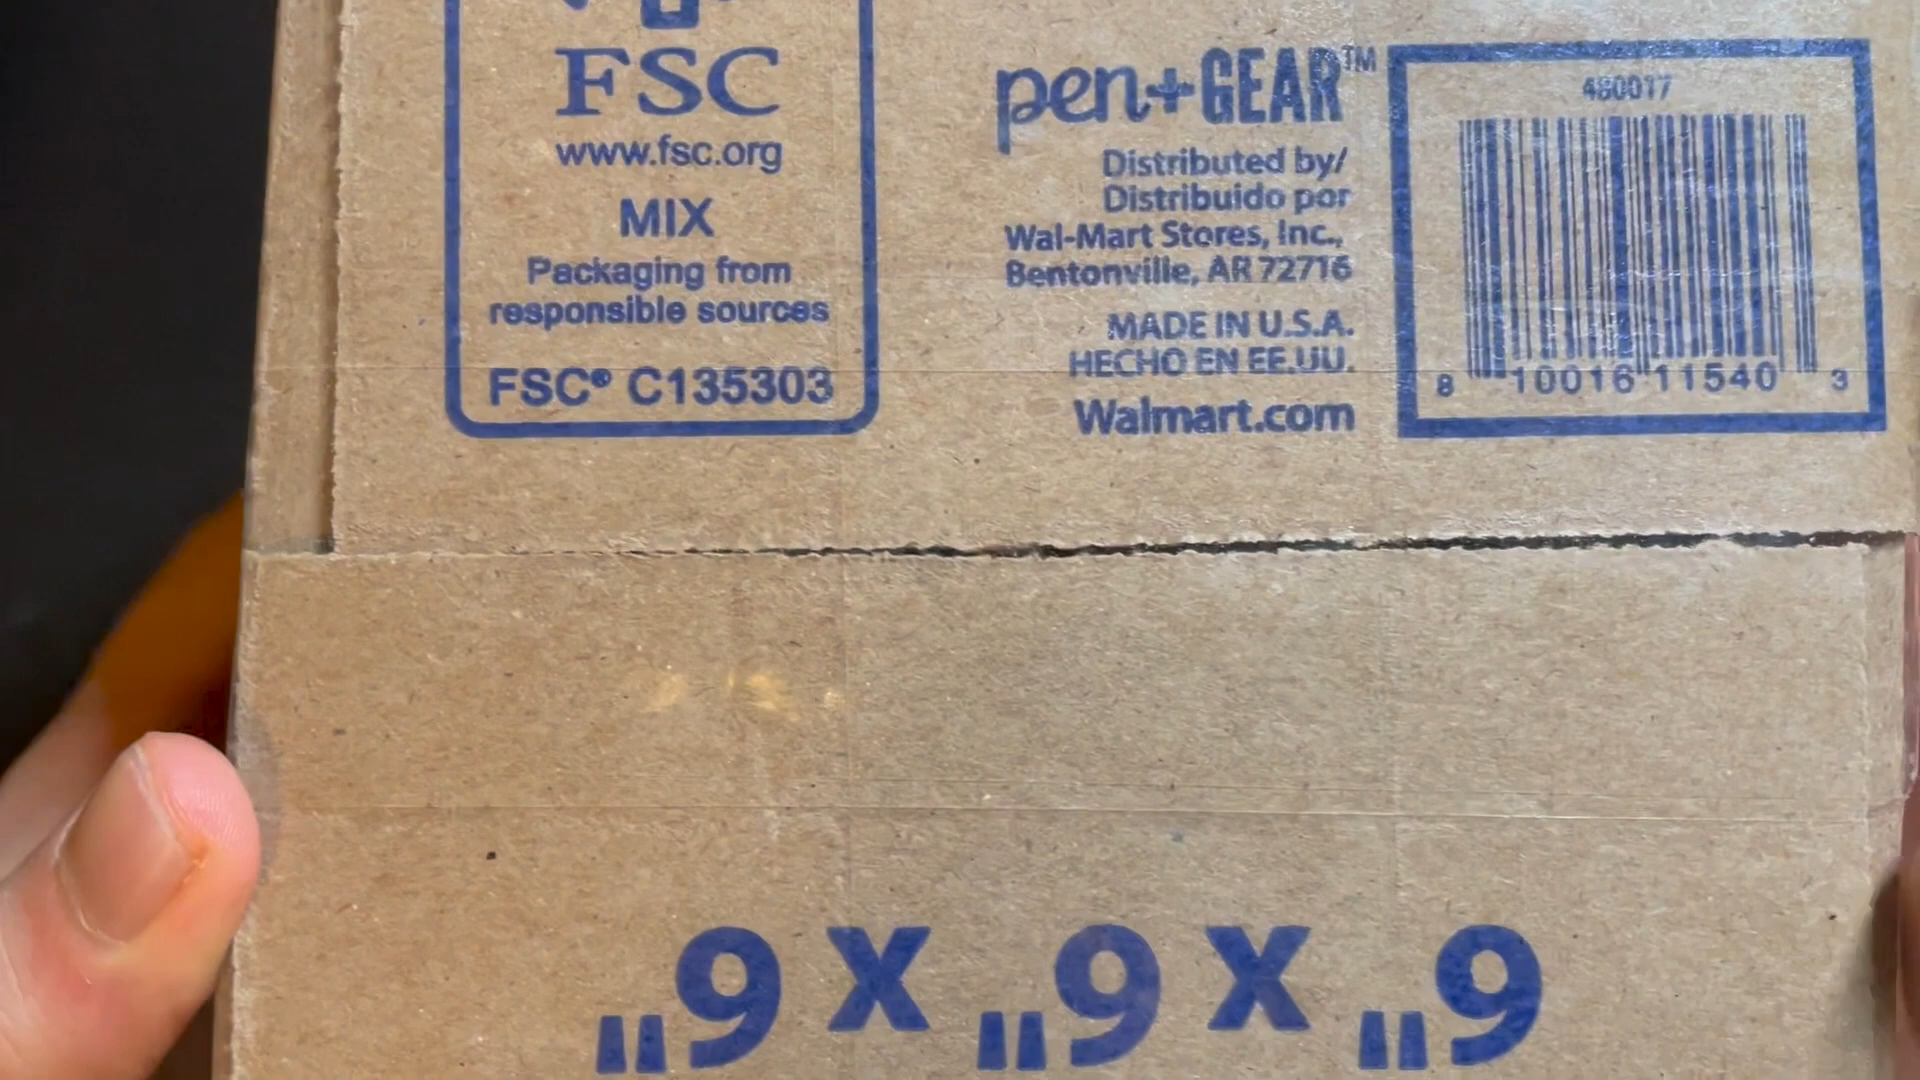 FSC
www.fsc.org
MIX
Packaging from
responsible sources
FSC® C135303
pen+GEAR™
Distributed by/
Distribuido por
Wal-Mart Stores, Inc.,
Bentonville, AR 72716
MADE IN U.S.A.
HECHO EN EE.UU.
Walmart.com
8 10016 11540 3
6" x 6" x 6"